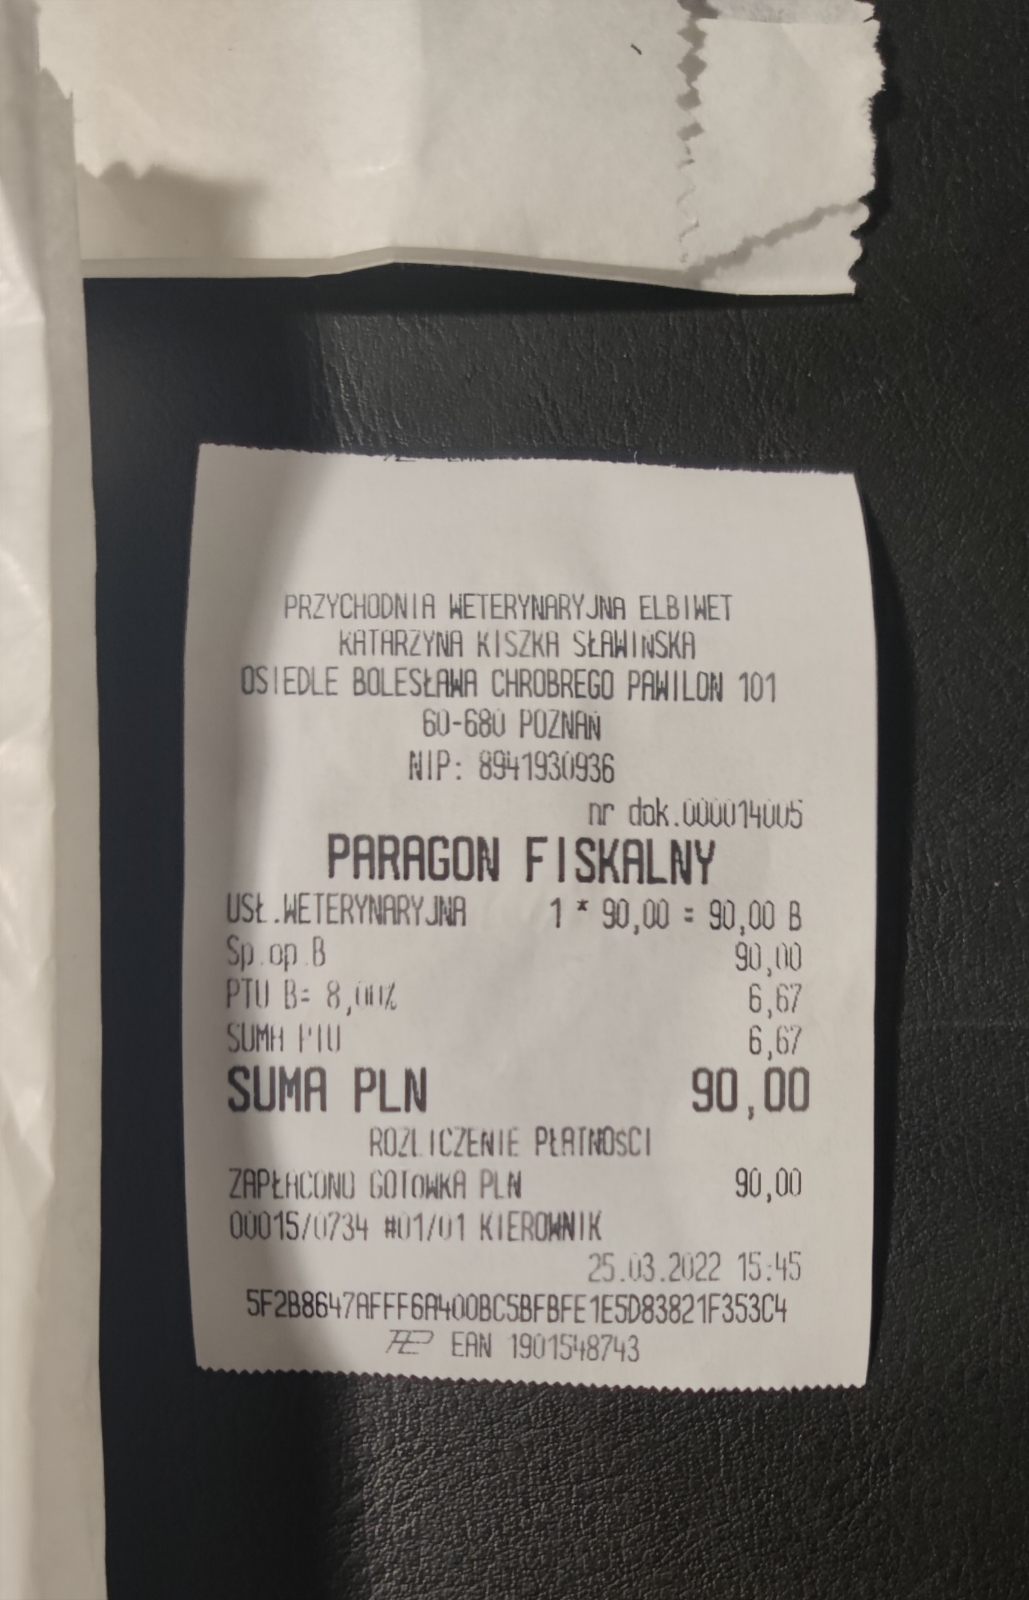 PRZYCHODNIA WETERYNARYJNA ELBIWET
KATARZYNA KISZKA SŁAWIŃSKA
OSIEDLE BOLESŁAWA CHROBREGO PAWILON 101
60-680 POZNAŃ
NIP: 8941930936
nr dok.000014005
PARAGON FISKALNY
USŁ.WETERYNARYJNA 1 * 90,00 = 90,00 B
Sp.op.B 90,00
PTU B= 8,00% 6,67
SUMA PTU 6,67
SUMA PLN 90,00
ROZLICZENIE PŁATNOŚCI
ZAPŁACONO GOTÓWKA PLN 90,00
00015/0734 #01/01 KIEROWNIK
25.03.2022 15:45
5F2B8647AFFF6A400BC5BFBFE1E5D83821F353C4
EAN 1901548743